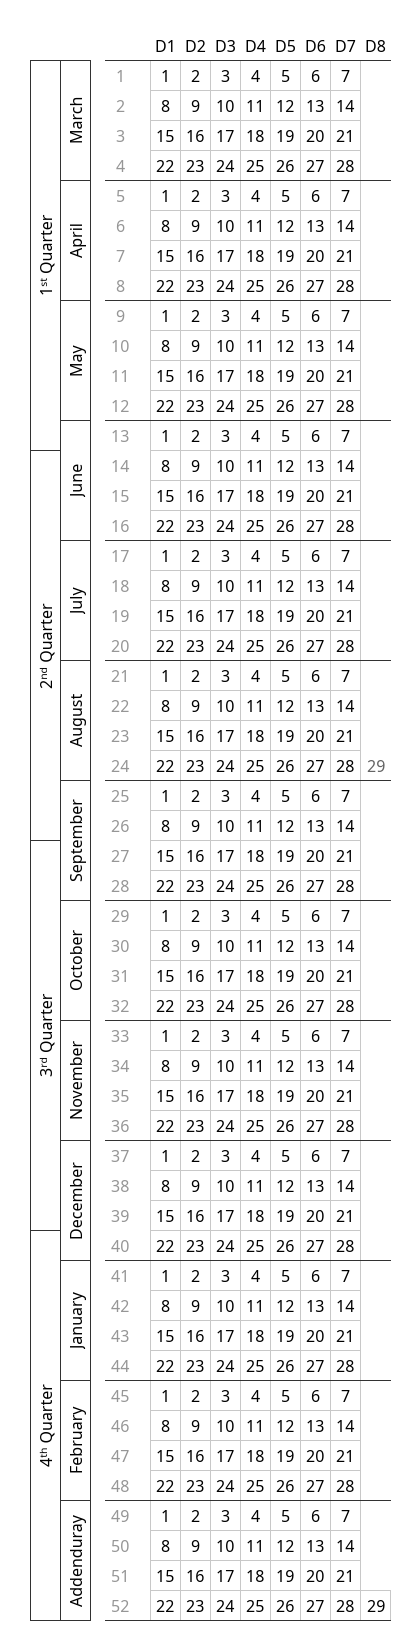 D1 D2 D3 D4 D5 D6 D7 D8
1st Quarter
March
1 1 2 3 4 5 6 7
2 8 9 10 11 12 13 14
3 15 16 17 18 19 20 21
4 22 23 24 25 26 27 28
April
5 1 2 3 4 5 6 7
6 8 9 10 11 12 13 14
7 15 16 17 18 19 20 21
8 22 23 24 25 26 27 28
May
9 1 2 3 4 5 6 7
10 8 9 10 11 12 13 14
11 15 16 17 18 19 20 21
12 22 23 24 25 26 27 28
June
13 1 2 3 4 5 6 7
2nd Quarter
14 8 9 10 11 12 13 14
15 15 16 17 18 19 20 21
16 22 23 24 25 26 27 28
July
17 1 2 3 4 5 6 7
18 8 9 10 11 12 13 14
19 15 16 17 18 19 20 21
20 22 23 24 25 26 27 28
August
21 1 2 3 4 5 6 7
22 8 9 10 11 12 13 14
23 15 16 17 18 19 20 21
24 22 23 24 25 26 27 28 29
September
25 1 2 3 4 5 6 7
26 8 9 10 11 12 13 14
3rd Quarter
27 15 16 17 18 19 20 21
28 22 23 24 25 26 27 28
October
29 1 2 3 4 5 6 7
30 8 9 10 11 12 13 14
31 15 16 17 18 19 20 21
32 22 23 24 25 26 27 28
November
33 1 2 3 4 5 6 7
34 8 9 10 11 12 13 14
35 15 16 17 18 19 20 21
36 22 23 24 25 26 27 28
December
37 1 2 3 4 5 6 7
38 8 9 10 11 12 13 14
39 15 16 17 18 19 20 21
4th Quarter
40 22 23 24 25 26 27 28
January
41 1 2 3 4 5 6 7
42 8 9 10 11 12 13 14
43 15 16 17 18 19 20 21
44 22 23 24 25 26 27 28
February
45 1 2 3 4 5 6 7
46 8 9 10 11 12 13 14
47 15 16 17 18 19 20 21
48 22 23 24 25 26 27 28
Addenduray
49 1 2 3 4 5 6 7
50 8 9 10 11 12 13 14
51 15 16 17 18 19 20 21
52 22 23 24 25 26 27 28 29